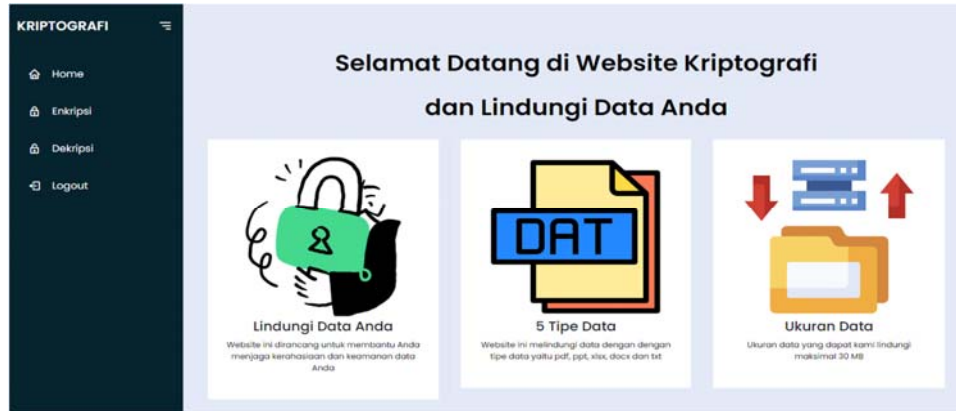 KRIPTOGRAFI
Home
Enkripsi
Dekripsi
Logout
Selamat Datang di Website Kriptografi
dan Lindungi Data Anda
DAT
Lindungi Data Anda
Website ini dirancang untuk membantu Anda
menjaga kerahasiaan dan keamanan data
Anda
5 Tipe Data
Website ini melindungi data dengan dengan
tipe data yaitu pdf, ppt, xlsx, docx dan txt
Ukuran Data
Ukuran data yang dapat kami lindungi
maksimal 30 MB